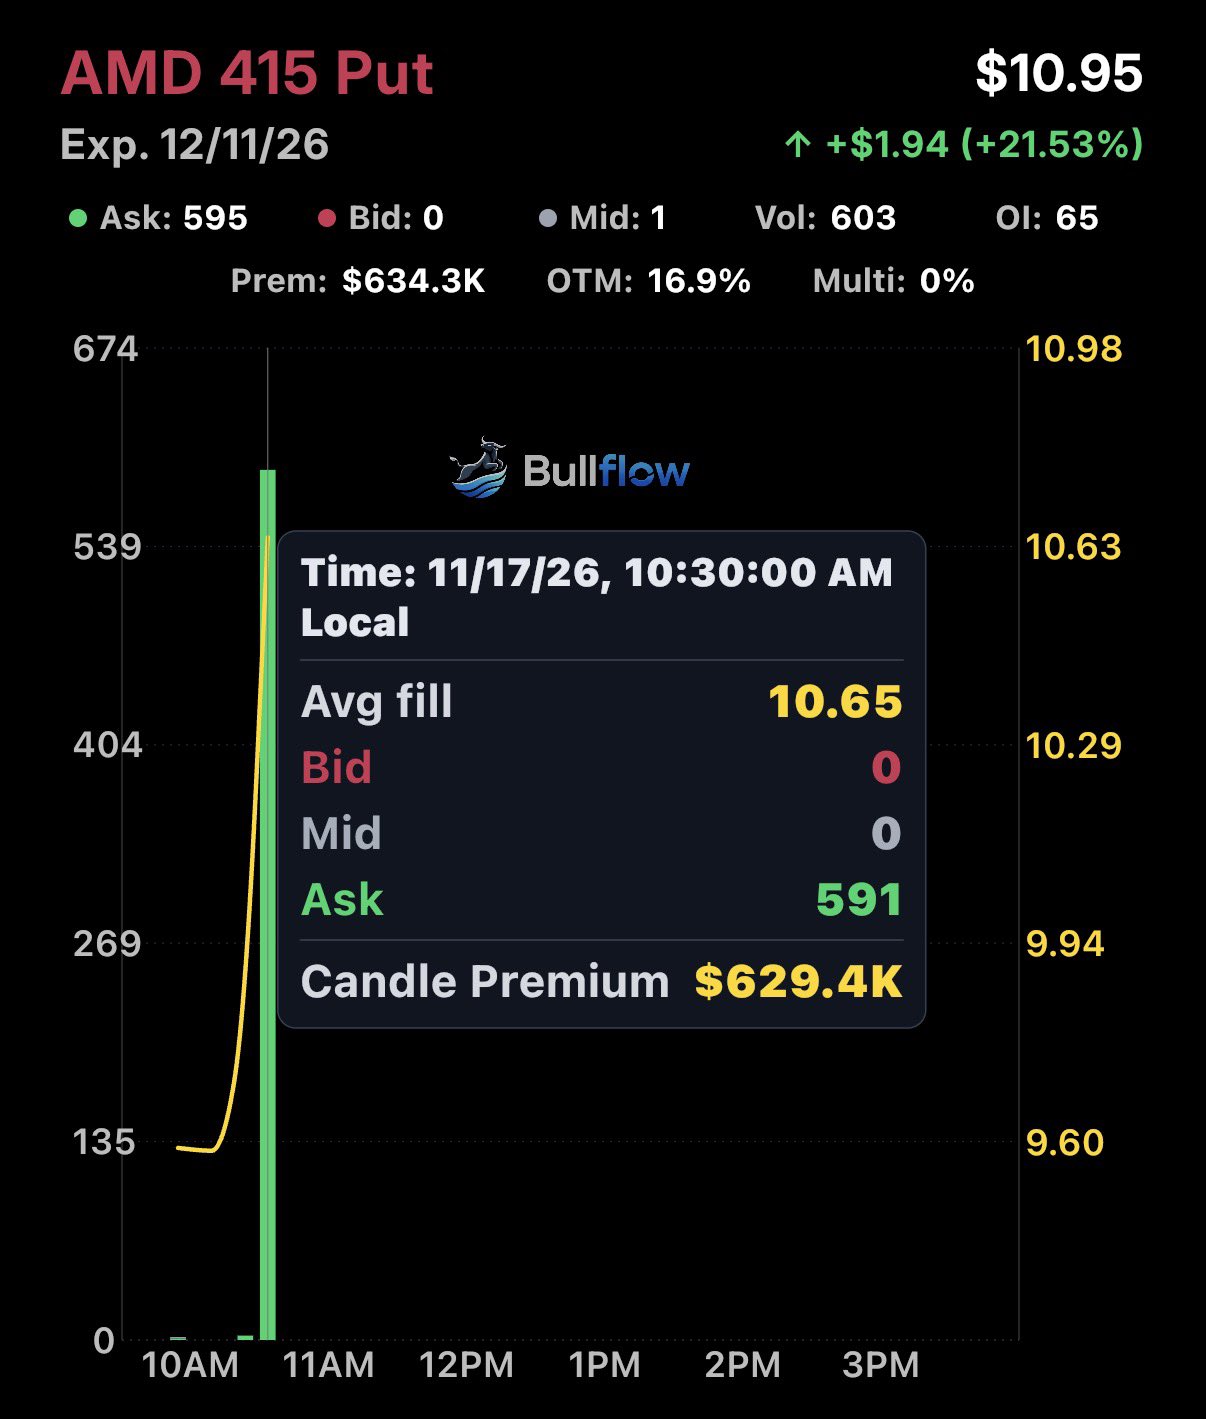 AMD 415 Put
$10.95
Exp. 12/11/26
↑ +$1.94 (+21.53%)
Ask: 595 Bid: 0 Mid: 1 Vol: 603 OI: 65
Prem: $634.3K OTM: 16.9% Multi: 0%
674
10.98
Bullflow
539
10.63
Time: 11/17/26, 10:30:00 AM
Local
Avg fill 10.65
404
10.29
Bid 0
Mid 0
Ask 591
269
9.94
Candle Premium $629.4K
135
9.60
0
10AM 11AM 12PM 1PM 2PM 3PM